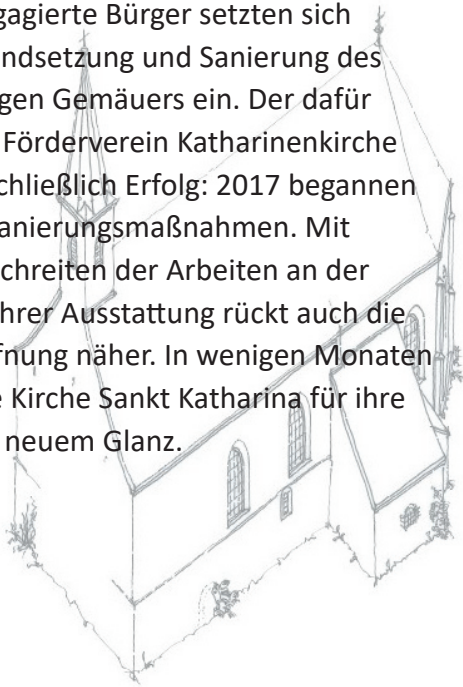 gagierte Bürger setzten sich
ndsetzung und Sanierung des
gen Gemäuers ein. Der dafür
Förderverein Katharinenkirche
chließlich Erfolg: 2017 begannen
anierungsmaßnahmen. Mit
chreiten der Arbeiten an der
hrer Ausstattung rückt auch die
fnung näher. In wenigen Monaten
e Kirche Sankt Katharina für ihre
neuem Glanz.